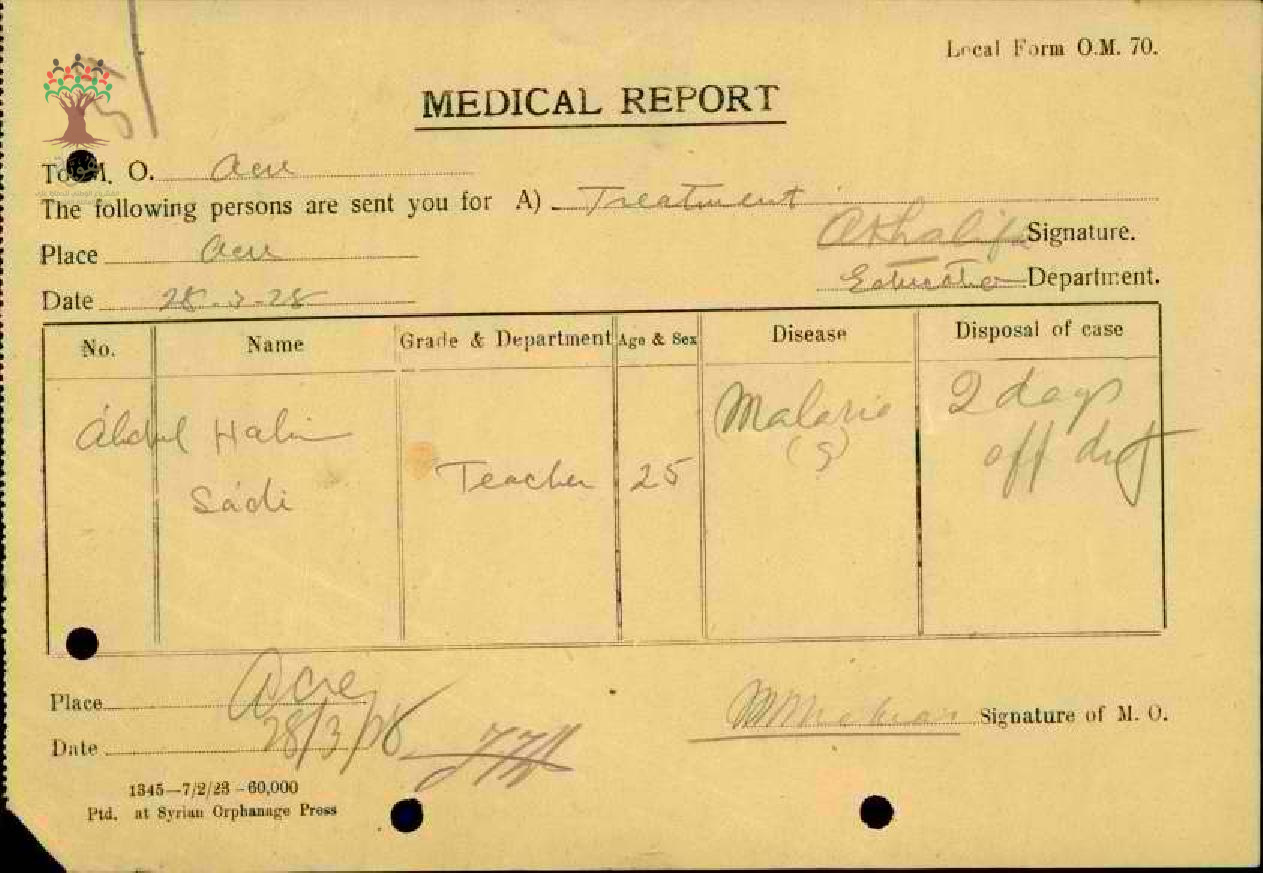 Local Form O.M. 70.
MEDICAL REPORT
To M. O. Acre
The following persons are sent you for A) Treatment
Signature.
Place Acre
Education Department.
Date 28-3-28
No. Name Grade & Department Age & Sex Disease Disposal of case
Abdul Halim Sadi Teacher 25 Malaria (S) 2 days off duty
Place Acre
Signature of M. O.
Date 28/3/28
1345—7/2/23 - 60,000
Ptd. at Syrian Orphanage Press